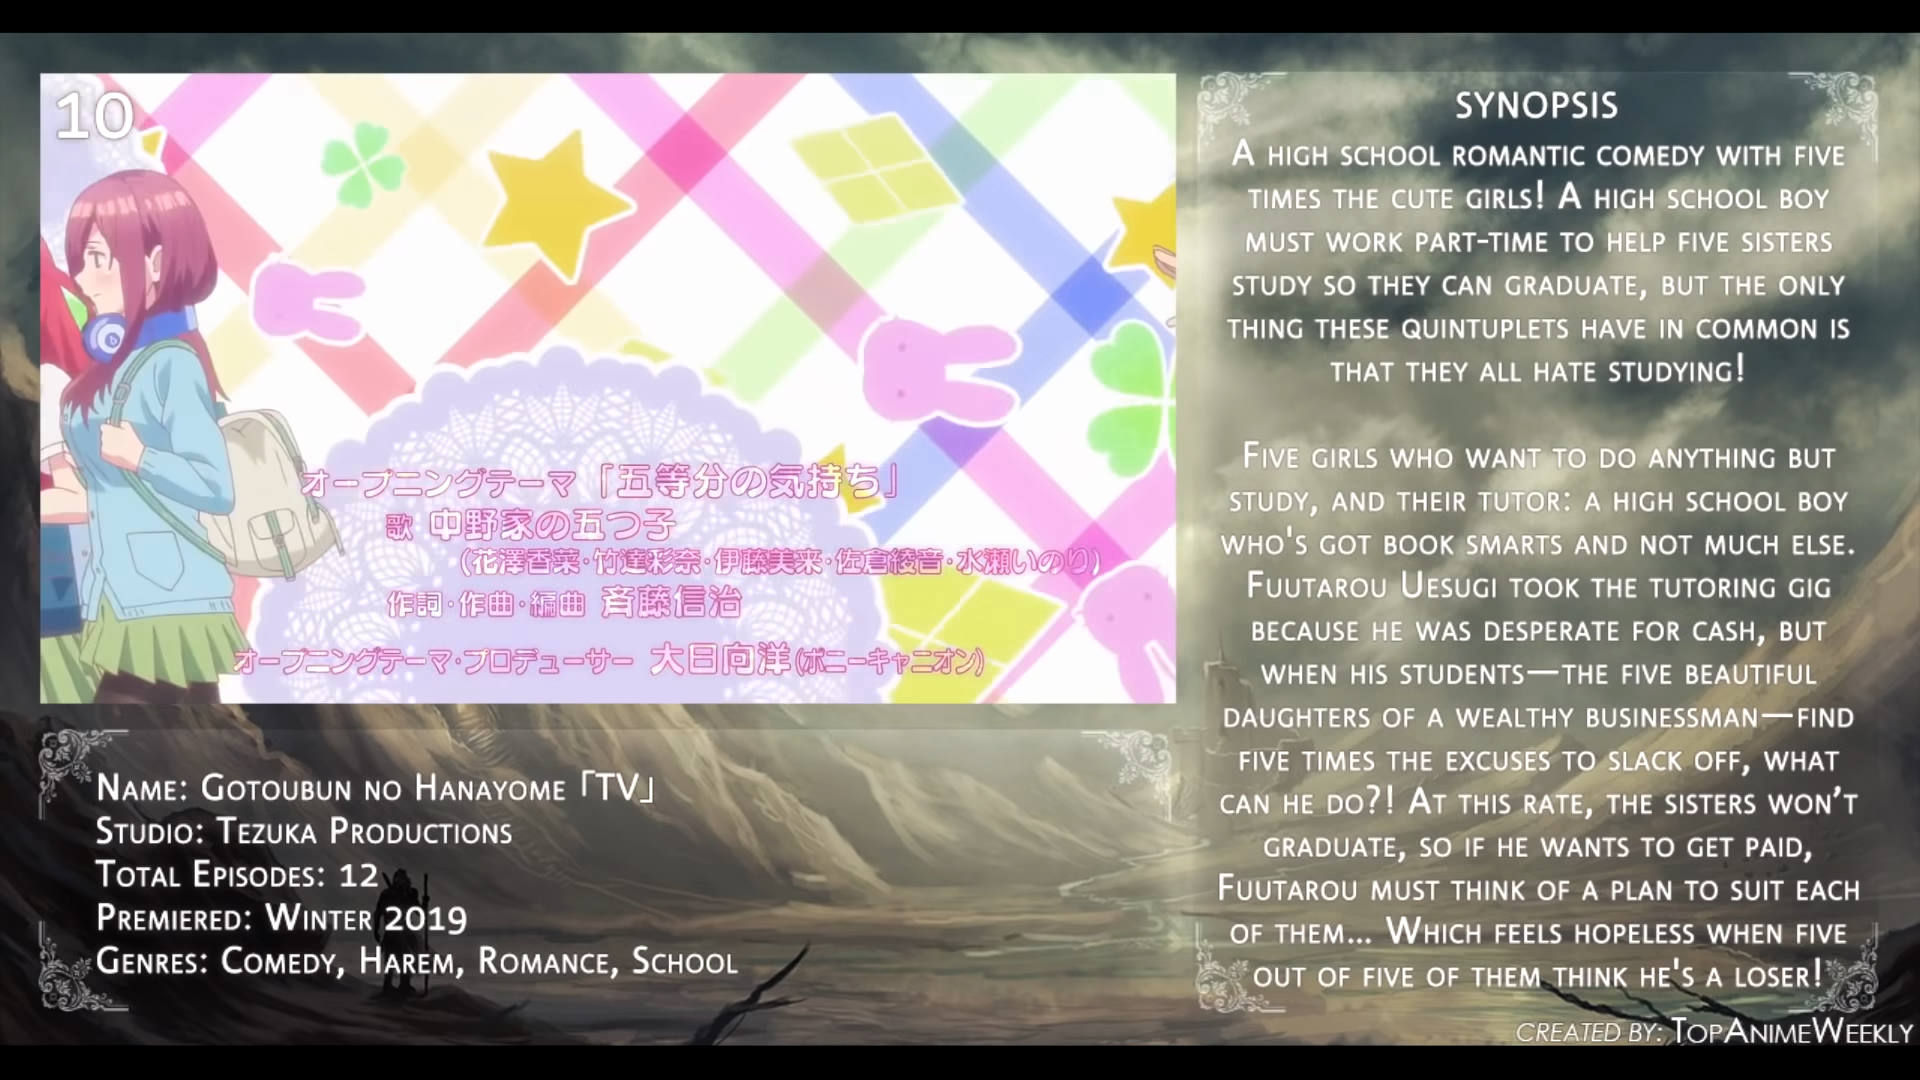 10
オープニングテーマ「五等分の気持ち」
歌 中野家の五つ子
(花澤香菜・竹達彩奈・伊藤美来・佐倉綾音・水瀬いのり)
作詞・作曲・編曲 斉藤信治
オープニングテーマ・プロデューサー 大日向洋(ポニーキャニオン)
Name: Gotoubun no Hanayome「TV」
Studio: Tezuka Productions
Total Episodes: 12
Premiered: Winter 2019
Genres: Comedy, Harem, Romance, School
SYNOPSIS
A high school romantic comedy with five
times the cute girls! A high school boy
must work part-time to help five sisters
study so they can graduate, but the only
thing these quintuplets have in common is
that they all hate studying!
Five girls who want to do anything but
study, and their tutor: a high school boy
who's got book smarts and not much else.
Fuutarou Uesugi took the tutoring gig
because he was desperate for cash, but
when his students—the five beautiful
daughters of a wealthy businessman—find
five times the excuses to slack off, what
can he do?! At this rate, the sisters won’t
graduate, so if he wants to get paid,
Fuutarou must think of a plan to suit each
of them... Which feels hopeless when five
out of five of them think he's a loser!
CREATED BY: TopAnimeWeekly